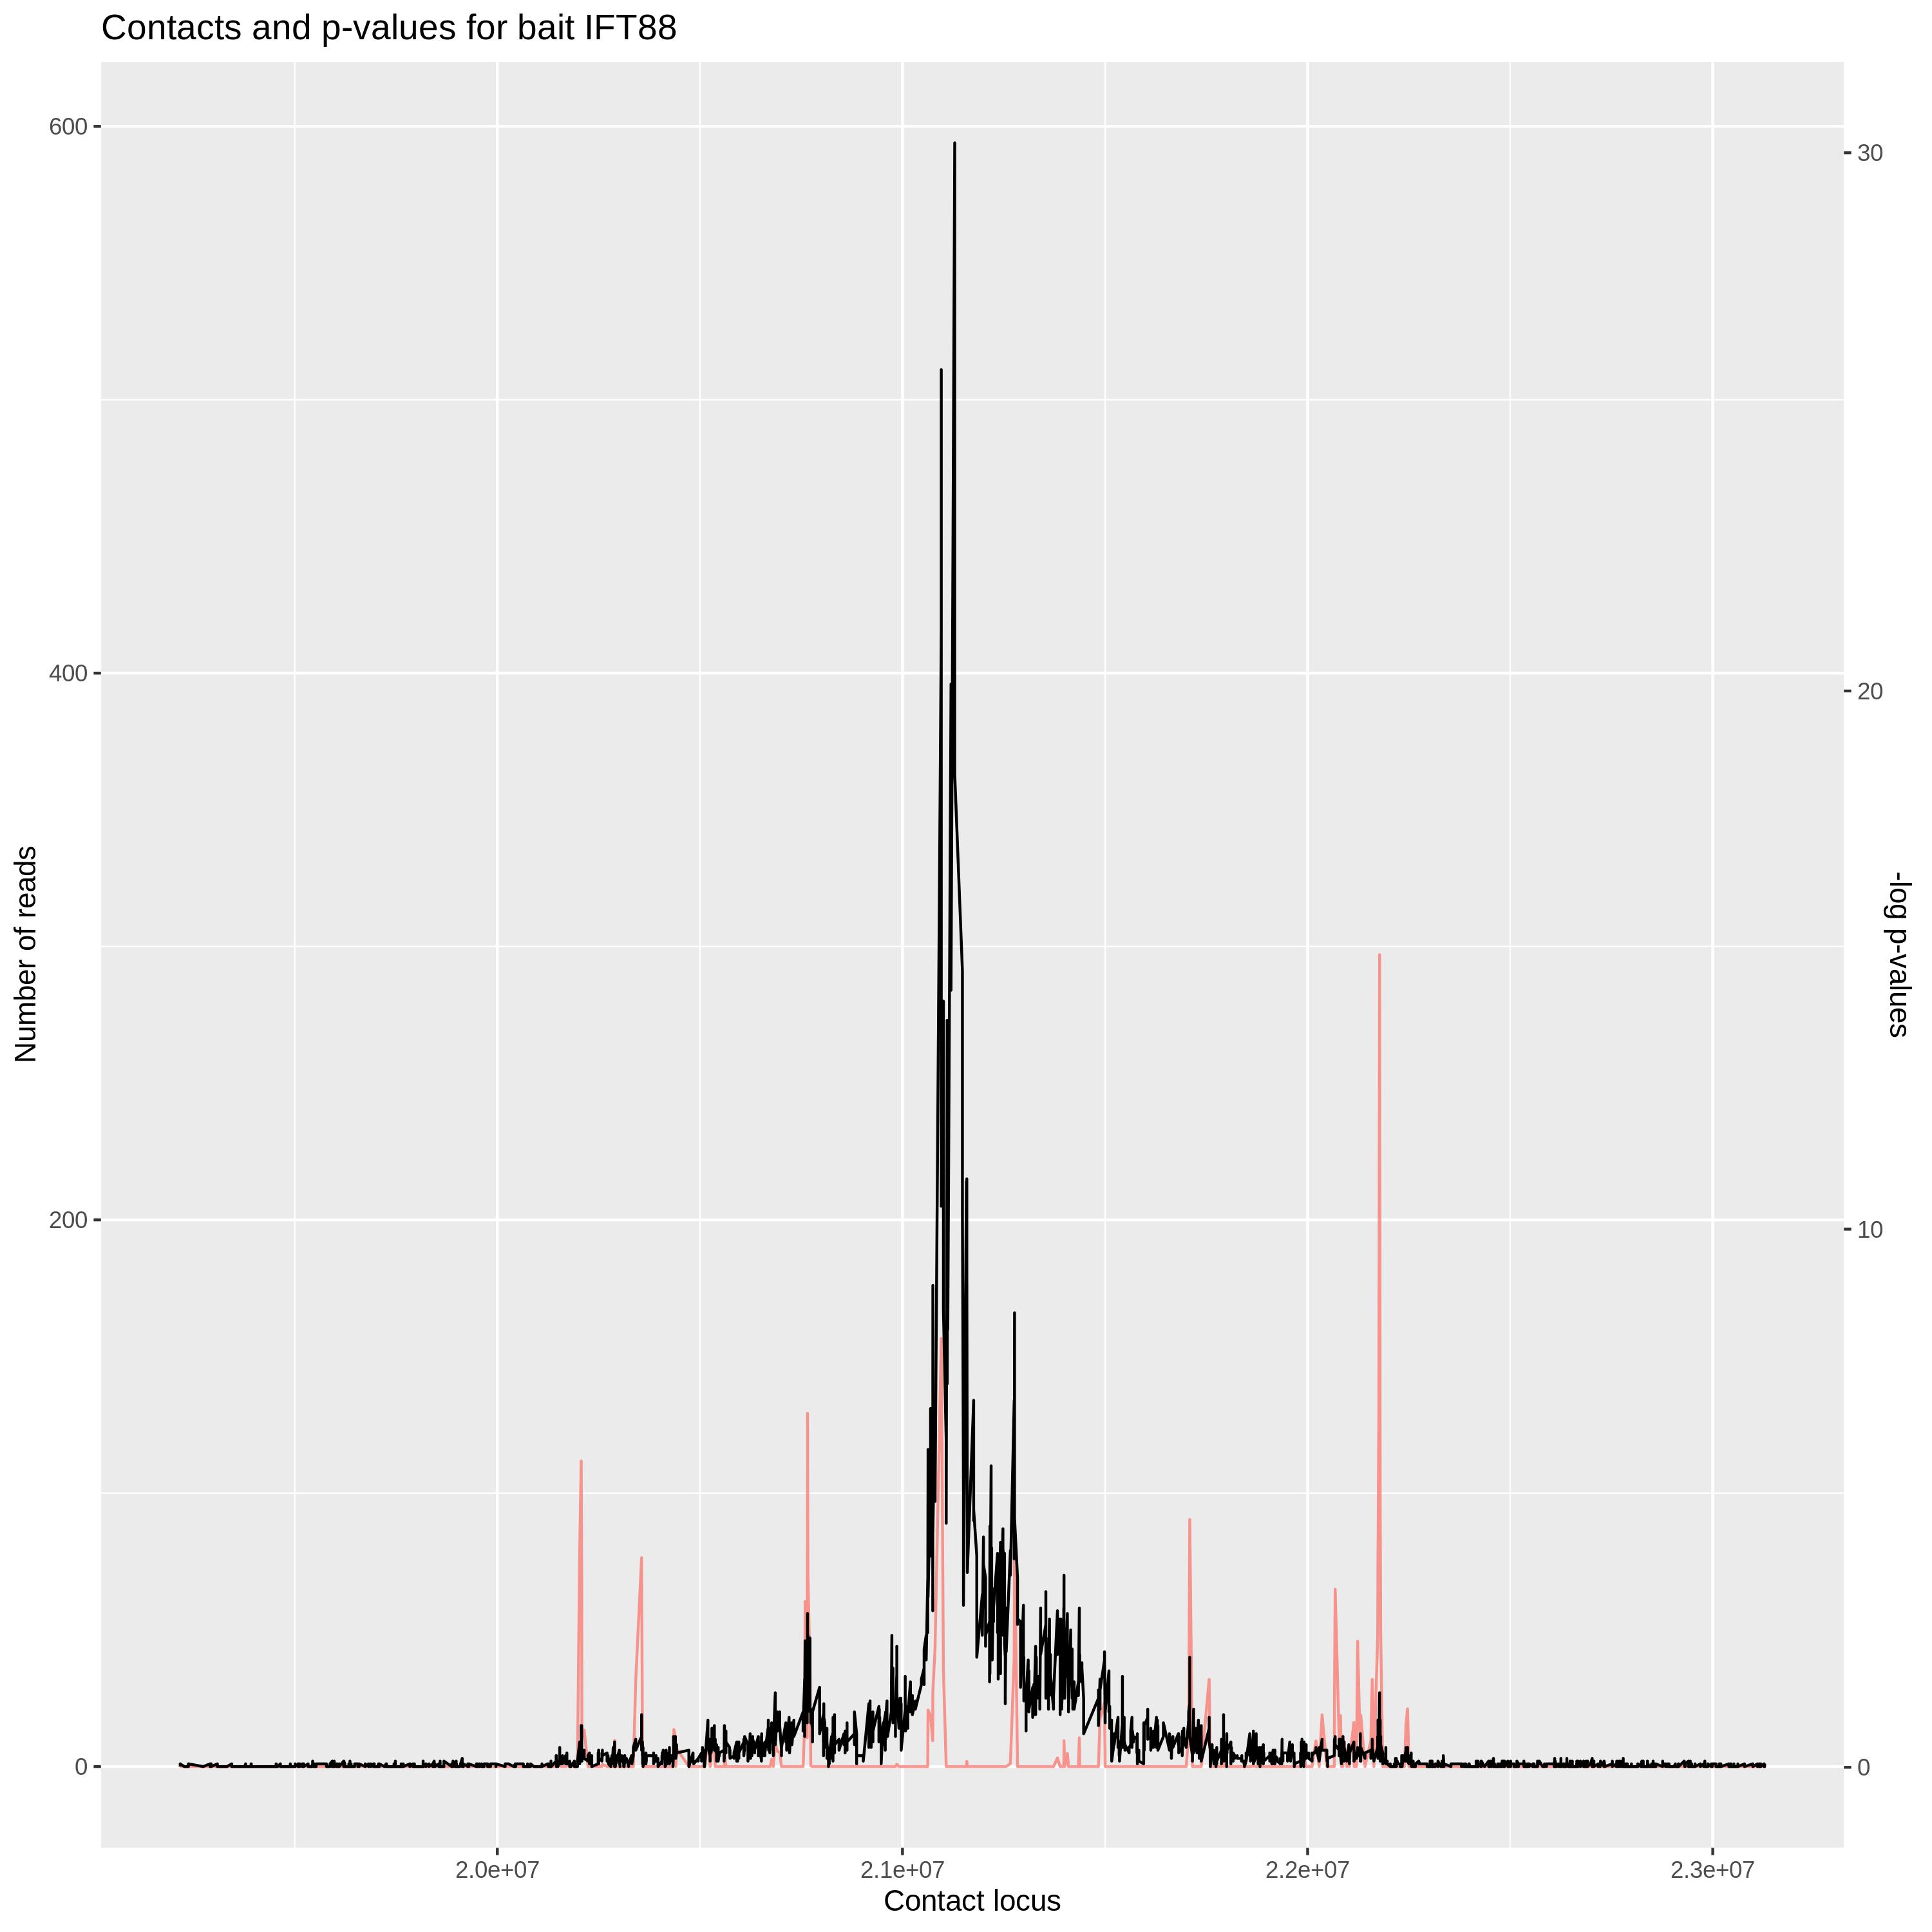 Contacts and p-values for bait IFT88
600
400
200
0
Number of reads
30
20
10
0
-log p-values
2.0e+07
2.1e+07
2.2e+07
2.3e+07
Contact locus